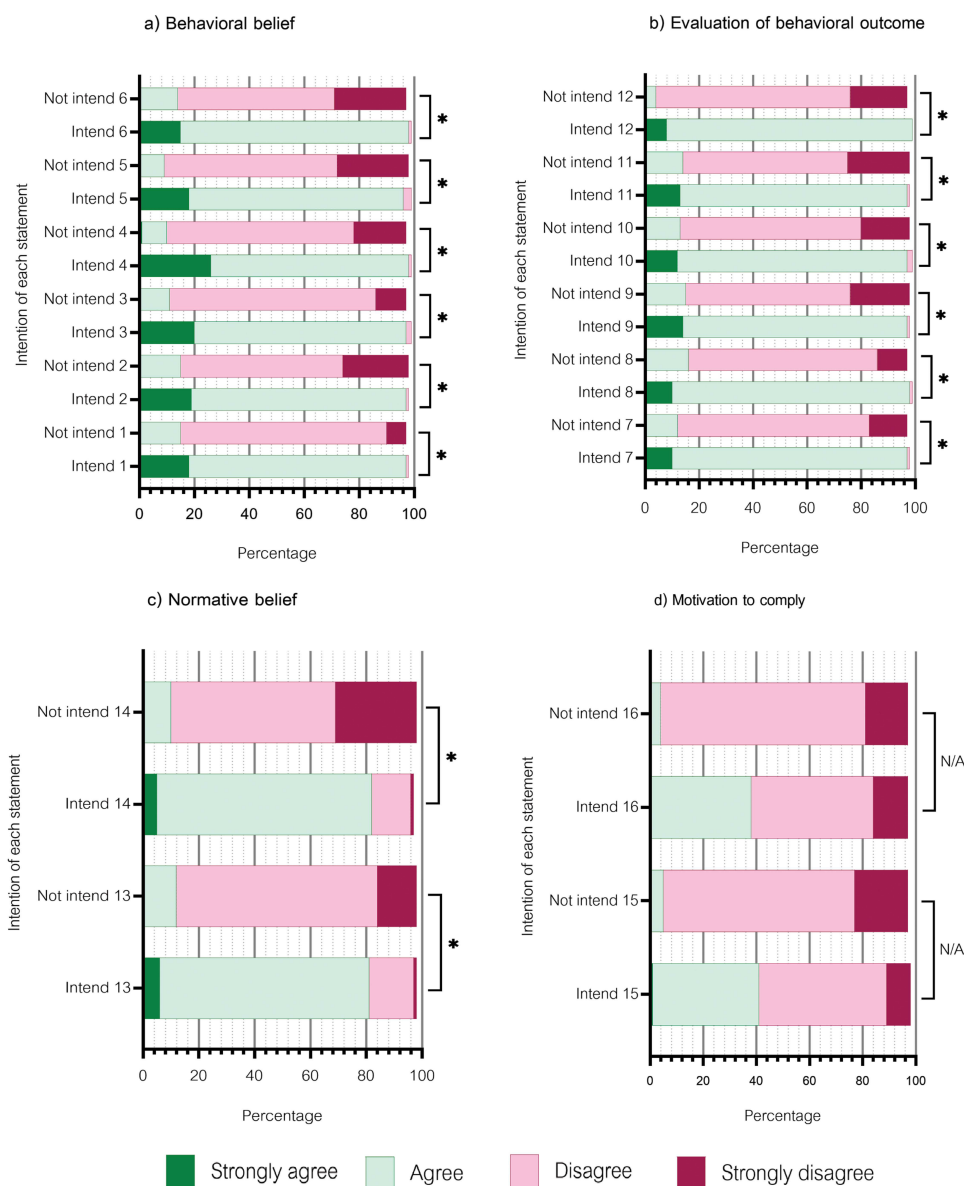 a) Behavioral belief
Intention of each statement
Not intend 6
Intend 6
Not intend 5
Intend 5
Not intend 4
Intend 4
Not intend 3
Intend 3
Not intend 2
Intend 2
Not intend 1
Intend 1
*
*
*
*
*
*
0 20 40 60 80 100
Percentage
b) Evaluation of behavioral outcome
Intention of each statement
Not intend 12
Intend 12
Not intend 11
Intend 11
Not intend 10
Intend 10
Not intend 9
Intend 9
Not intend 8
Intend 8
Not intend 7
Intend 7
*
*
*
*
*
*
0 20 40 60 80 100
Percentage
c) Normative belief
Intention of each statement
Not intend 14
Intend 14
Not intend 13
Intend 13
*
*
0 20 40 60 80 100
Percentage
d) Motivation to comply
Intention of each statement
Not intend 16
Intend 16
Not intend 15
Intend 15
N/A
N/A
0 20 40 60 80 100
Percentage
Strongly agree Agree Disagree Strongly disagree